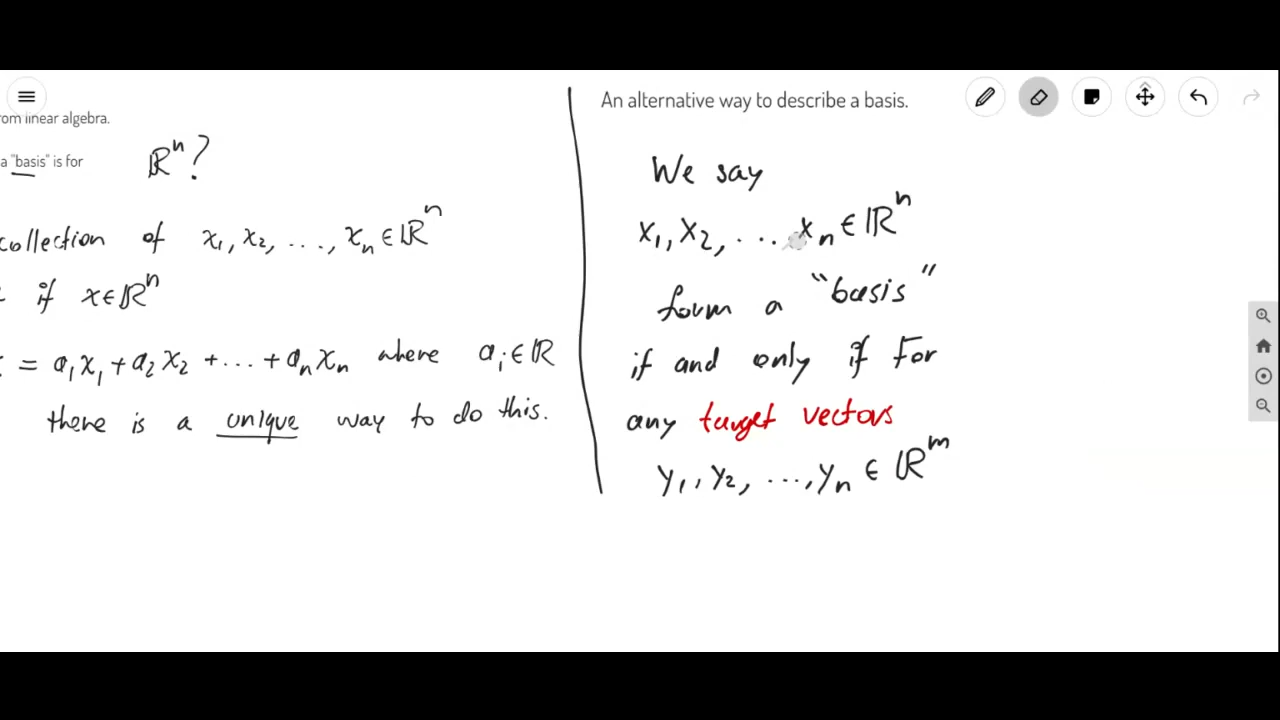 om linear algebra.
a "basis" is for ℝⁿ?
collection of x₁, x₂, ..., xₙ ∈ ℝⁿ
if x ∈ ℝⁿ
= a₁x₁ + a₂x₂ + ... + aₙxₙ where aᵢ ∈ ℝ
there is a unique way to do this.
An alternative way to describe a basis.
We say
x₁, x₂, ... xₙ ∈ ℝⁿ
form a "basis"
if and only if for
any target vectors
y₁, y₂, ..., yₙ ∈ ℝᵐ